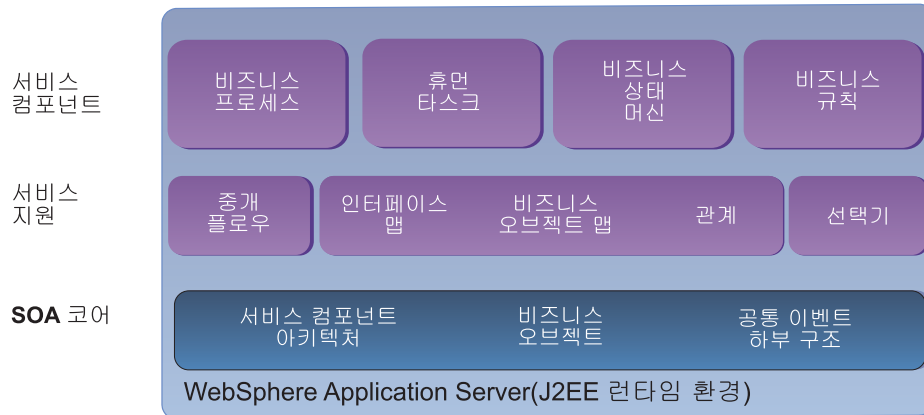 서비스
컴포넌트
비즈니스
프로세스
휴먼
타스크
비즈니스
상태
머신
비즈니스
규칙
서비스
지원
중개
플로우
인터페이스
맵
비즈니스
오브젝트 맵
관계
선택기
SOA 코어
서비스 컴포넌트
아키텍처
비즈니스
오브젝트
공통 이벤트
하부 구조
WebSphere Application Server(J2EE 런타임 환경)